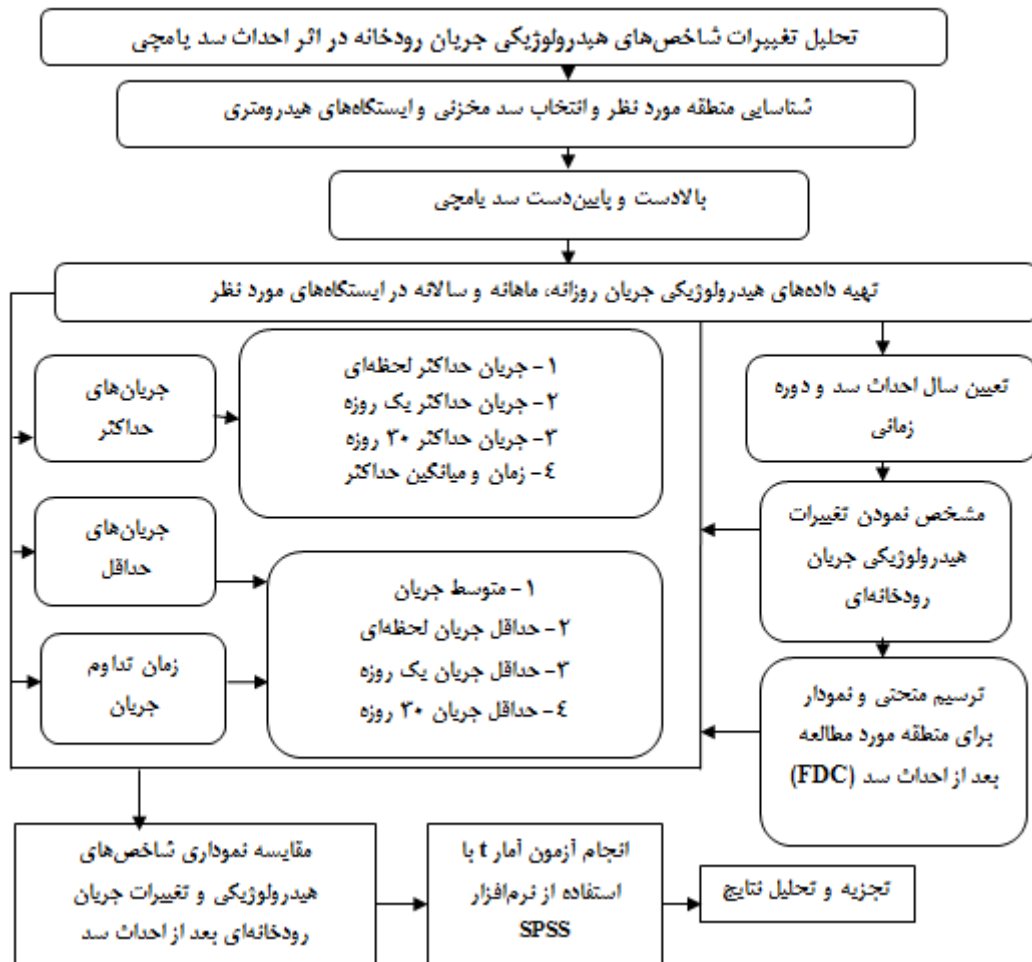 تحلیل تغییرات شاخص‌های هیدرولوژیکی جریان رودخانه در اثر احداث سد یامچی
شناسایی منطقه مورد نظر و انتخاب سد مخزنی و ایستگاه‌های هیدرومتری
بالادست و پایین‌دست سد یامچی
تهیه داده‌های هیدرولوژیکی جریان روزانه، ماهانه و سالانه در ایستگاه‌های مورد نظر
تعیین سال احداث سد و دوره
زمانی
مشخص نمودن تغییرات
هیدرولوژیکی جریان
رودخانه‌ای
ترسیم منحنی و نمودار
برای منطقه مورد مطالعه
بعد از احداث سد (FDC)
جریان‌های
حداکثر
۱- جریان حداکثر لحظه‌ای
۲- جریان حداکثر یک روزه
۳- جریان حداکثر ۳۰ روزه
٤- زمان و میانگین حداکثر
جریان‌های
حداقل
زمان تداوم
جریان
۱- متوسط جریان
۲- حداقل جریان لحظه‌ای
۳- حداقل جریان یک روزه
٤- حداقل جریان ۳۰ روزه
مقایسه نموداری شاخص‌های
هیدرولوژیکی و تغییرات جریان
رودخانه‌ای بعد از احداث سد
انجام آزمون آمار t با
استفاده از نرم‌افزار
SPSS
تجزیه و تحلیل نتایج